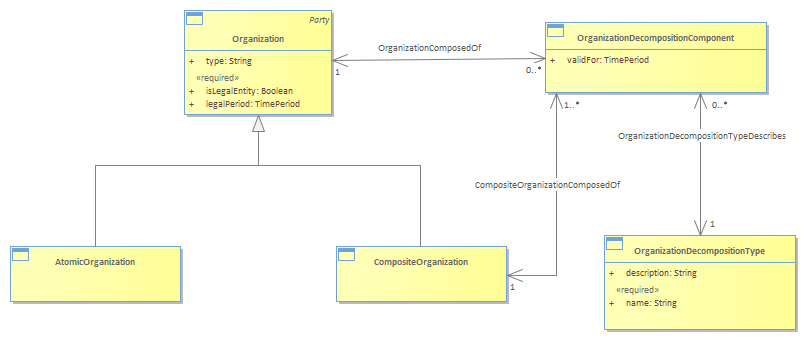 Party
Organization
+ type: String
«required»
+ isLegalEntity: Boolean
+ legalPeriod: TimePeriod
OrganizationComposedOf
1
0..*
OrganizationDecompositionComponent
+ validFor: TimePeriod
1..*
0..*
OrganizationDecompositionTypeDescribes
CompositeOrganizationComposedOf
1
AtomicOrganization
CompositeOrganization
1
OrganizationDecompositionType
+ description: String
«required»
+ name: String